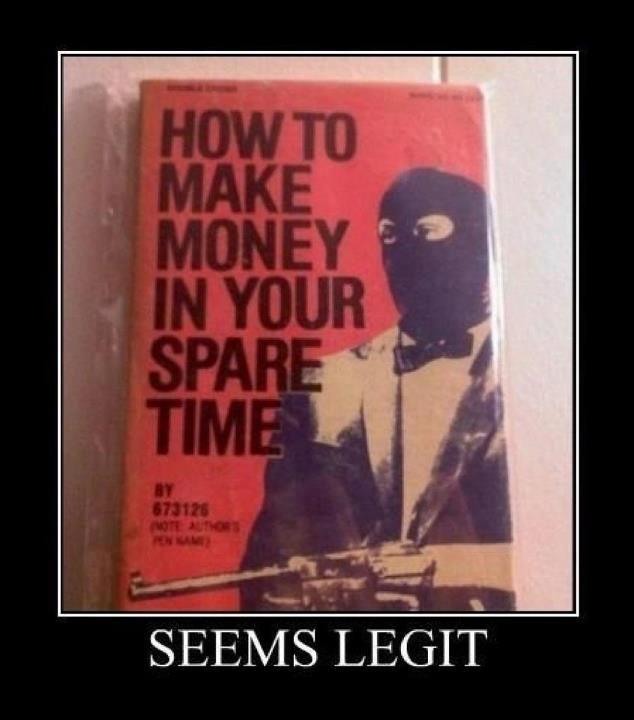 HOW TO
MAKE
MONEY
IN YOUR
SPARE
TIME
BY
673126
(NOTE: AUTHOR'S
PEN NAME)
SEEMS LEGIT